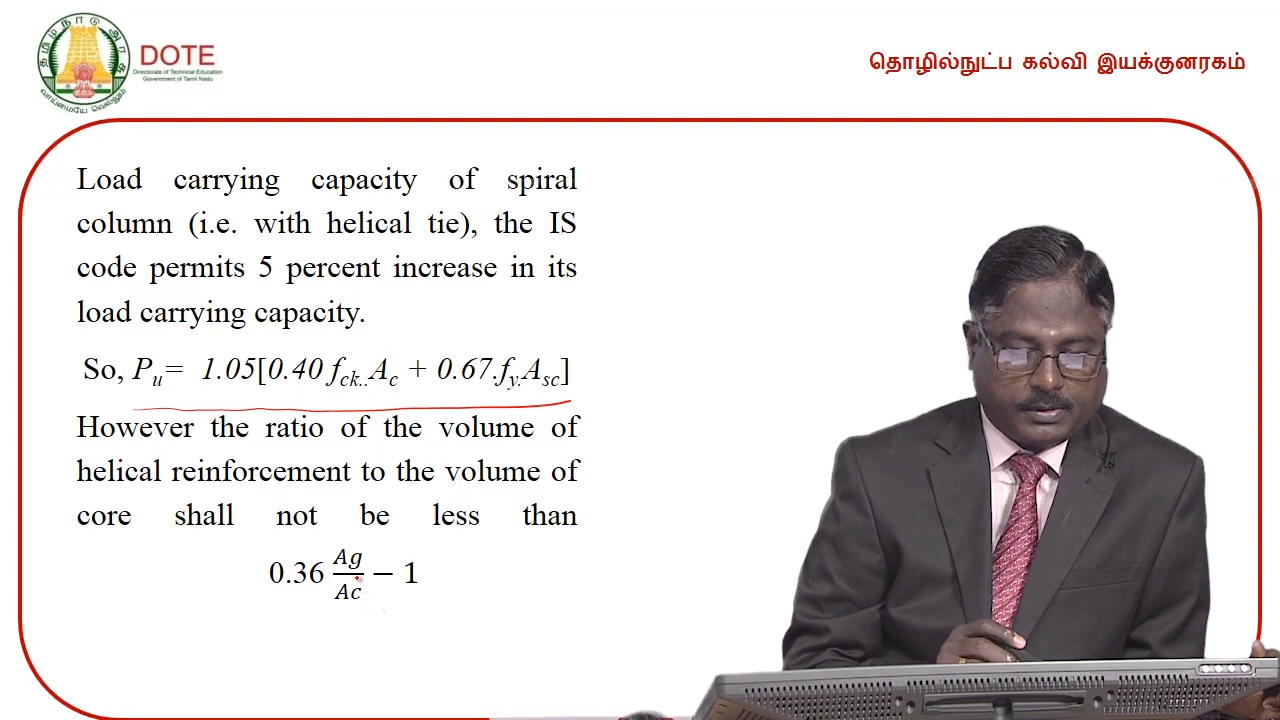 தமிழ்நாடு அரசு
வாய்மையே வெல்லும்
DOTE
Directorate of Technical Education
Government of Tamil Nadu
தொழில்நுட்ப கல்வி இயக்குனரகம்
Load carrying capacity of spiral
column (i.e. with helical tie), the IS
code permits 5 percent increase in its
load carrying capacity.
So, Pu= 1.05[0.40 fck..Ac + 0.67.fy.Asc]
However the ratio of the volume of
helical reinforcement to the volume of
core shall not be less than
0.36 Ag/Ac − 1